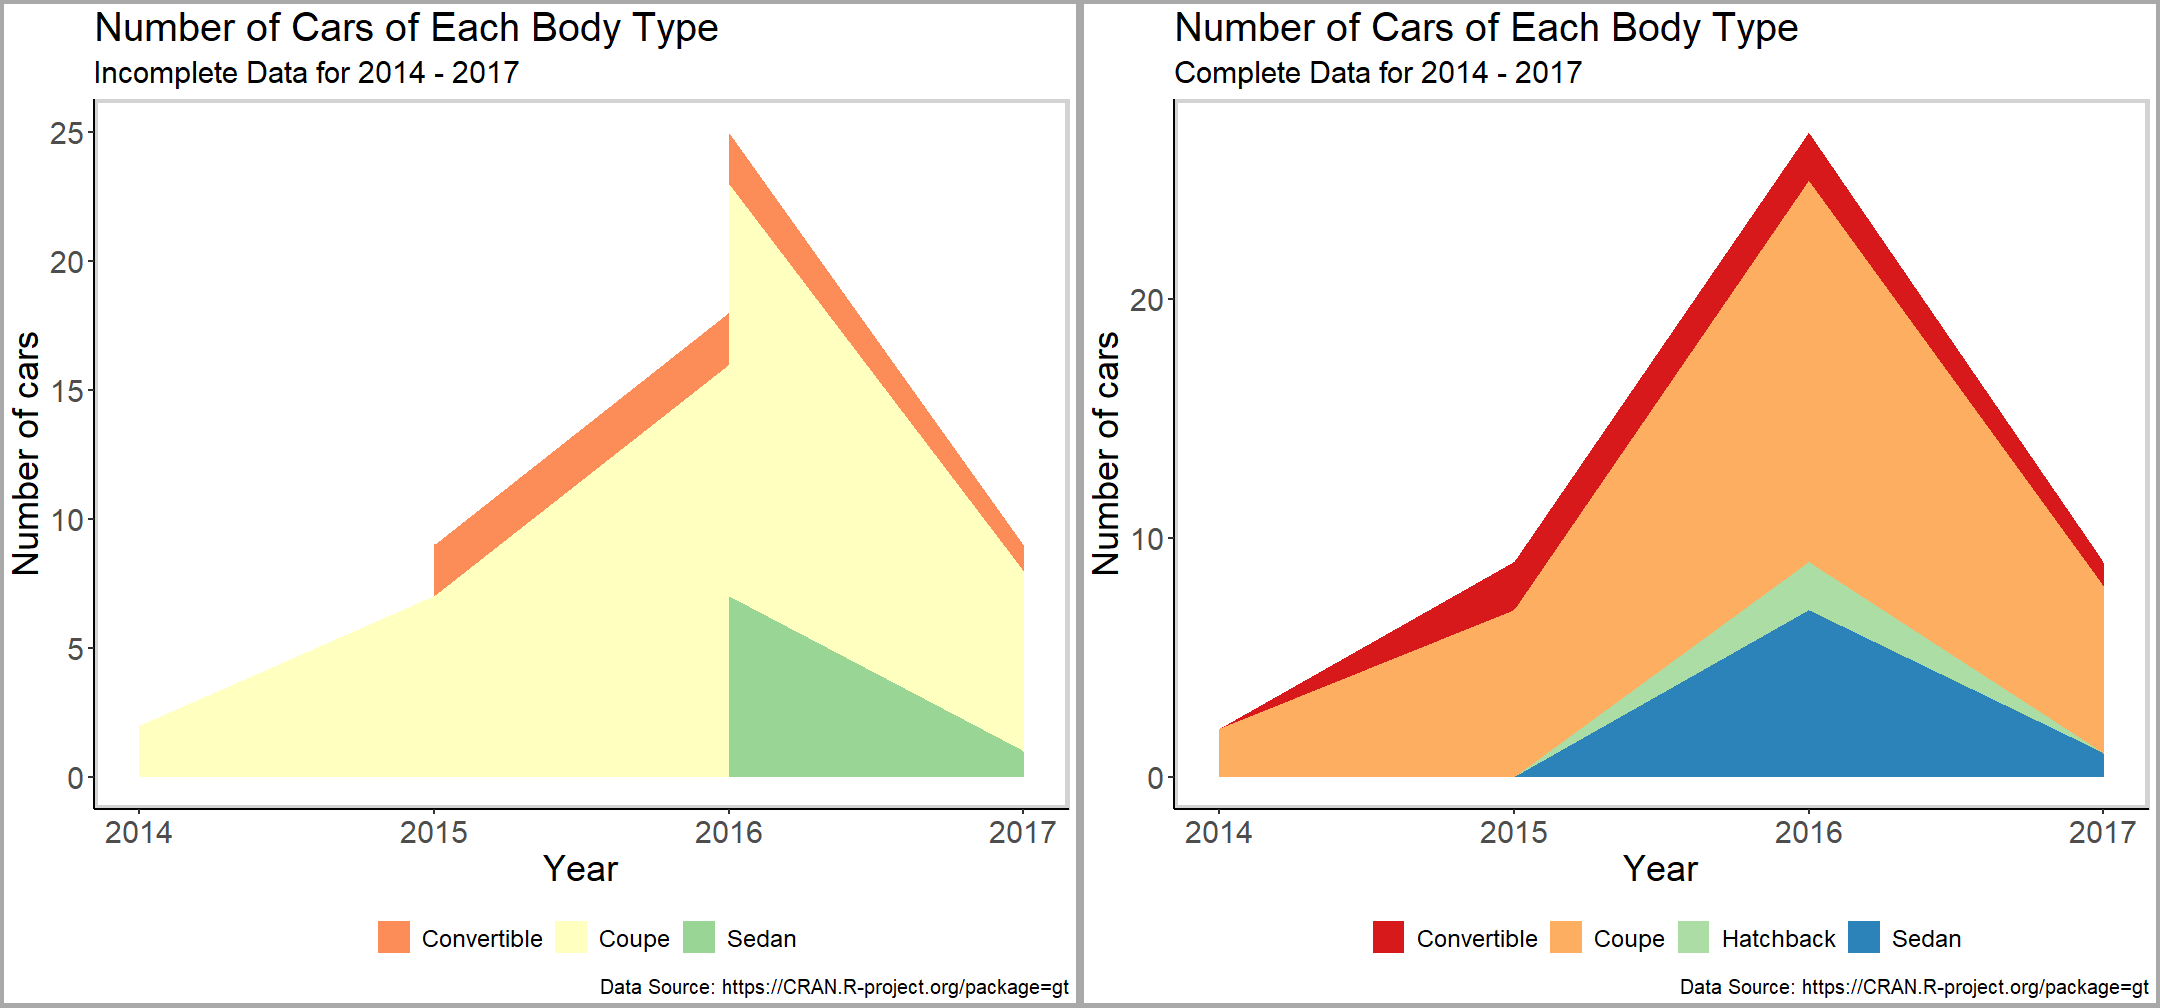 Number of Cars of Each Body Type
Incomplete Data for 2014 - 2017
Number of cars
25
20
15
10
5
0
2014 2015 2016 2017
Year
Convertible Coupe Sedan
Data Source: https://CRAN.R-project.org/package=gt
Number of Cars of Each Body Type
Complete Data for 2014 - 2017
Number of cars
20
10
0
2014 2015 2016 2017
Year
Convertible Coupe Hatchback Sedan
Data Source: https://CRAN.R-project.org/package=gt